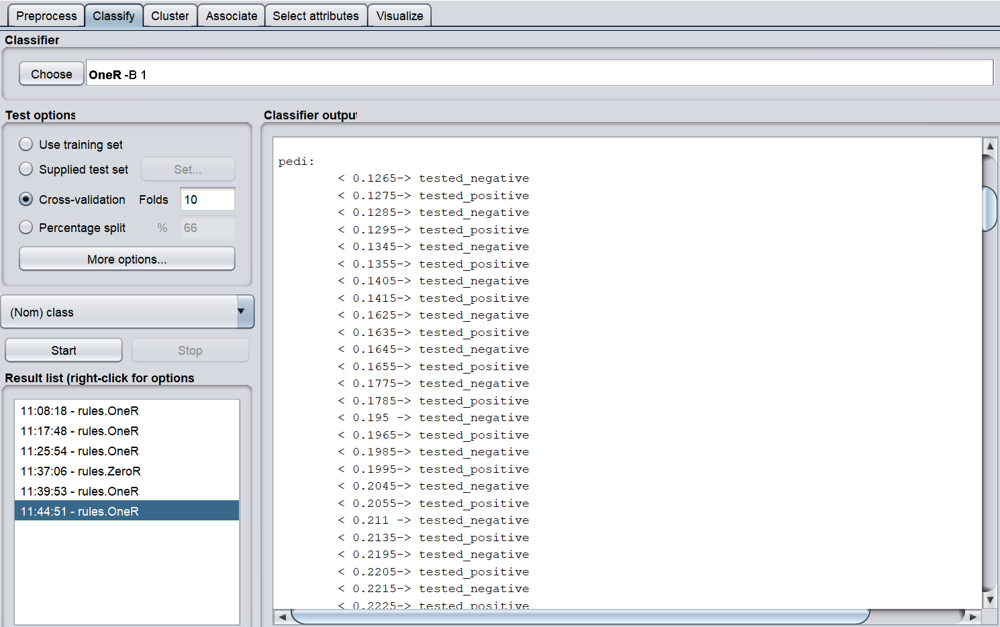 Preprocess Classify Cluster Associate Select attributes Visualize
Classifier
Choose OneR -B 1
Test options
Use training set
Supplied test set Set...
Cross-validation Folds 10
Percentage split % 66
More options...
(Nom) class
Start Stop
Result list (right-click for options
11:08:18 - rules.OneR
11:17:48 - rules.OneR
11:25:54 - rules.OneR
11:37:06 - rules.ZeroR
11:39:53 - rules.OneR
11:44:51 - rules.OneR
Classifier output
pedi:
< 0.1265-> tested_negative
< 0.1275-> tested_positive
< 0.1285-> tested_negative
< 0.1295-> tested_positive
< 0.1345-> tested_negative
< 0.1355-> tested_positive
< 0.1405-> tested_negative
< 0.1415-> tested_positive
< 0.1625-> tested_negative
< 0.1635-> tested_positive
< 0.1645-> tested_negative
< 0.1655-> tested_positive
< 0.1775-> tested_negative
< 0.1785-> tested_positive
< 0.195 -> tested_negative
< 0.1965-> tested_positive
< 0.1985-> tested_negative
< 0.1995-> tested_positive
< 0.2045-> tested_negative
< 0.2055-> tested_positive
< 0.211 -> tested_negative
< 0.2135-> tested_positive
< 0.2195-> tested_negative
< 0.2205-> tested_positive
< 0.2215-> tested_negative
< 0.2225-> tested_positive